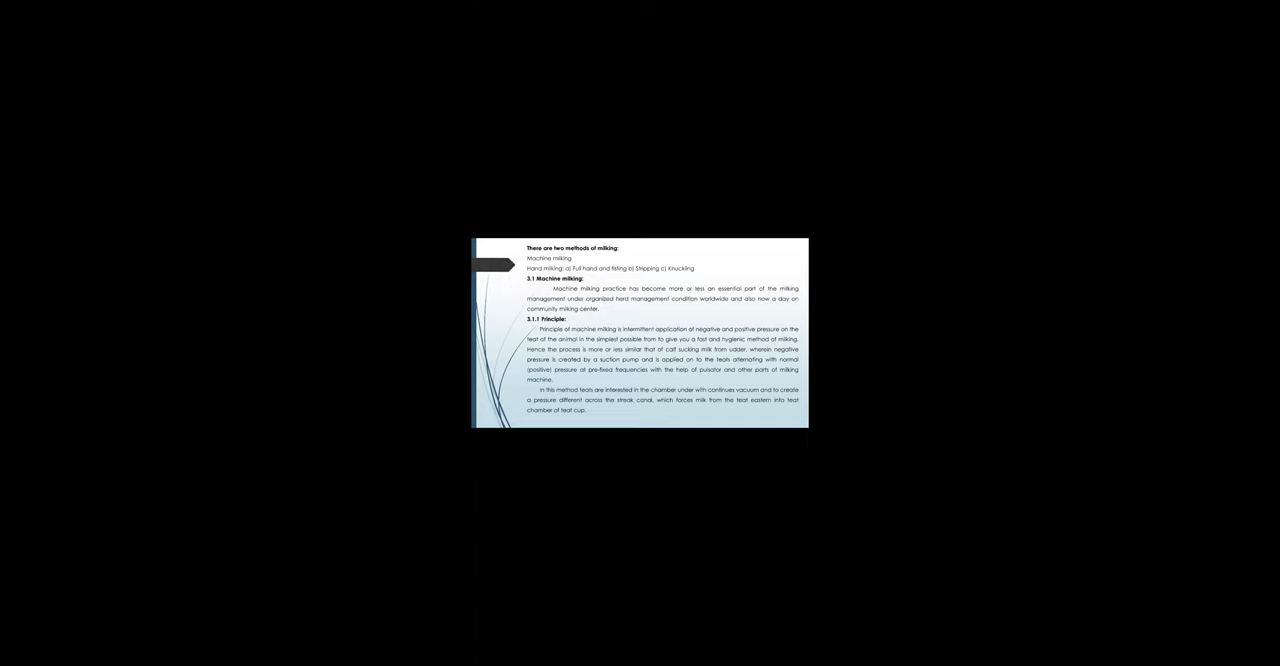 There are two methods of milking:
Machine milking
Hand milking: a) Full hand and fisting b) Stripping c) Knuckling
3.1 Machine milking:
Machine milking practice has become more or less an essential part of the milking
management under organized herd management condition worldwide and also now a day on
community milking center.
3.1.1 Principle:
Principle of machine milking is intermittent application of negative and positive pressure on the
teat of the animal in the simplest possible from to give you a fast and hygienic method of milking.
Hence the process is more or less similar that of calf sucking milk from udder, wherein negative
pressure is created by a suction pump and is applied on to the teats alternating with normal
(positive) pressure at pre-fixed frequencies with the help of pulsator and other parts of milking
machine.
In this method teats are interested in the chamber under with continues vacuum and to create
a pressure different across the streak canal, which forces milk from the teat eastern into teat
chamber of teat cup.